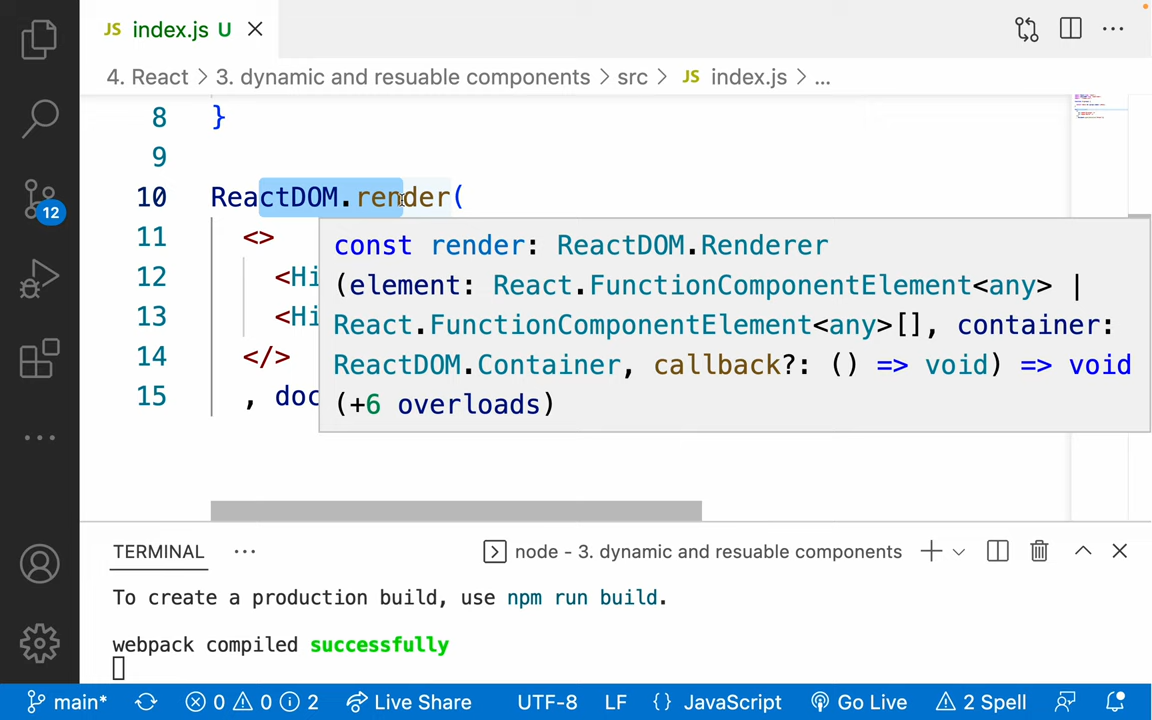 JS index.js U
4. React > 3. dynamic and resuable components > src > JS index.js > ...
8 }
9
10 ReactDOM.render(
11 <>
12 <Hi
13 <Hi
14 </>
15 , doc
const render: ReactDOM.Renderer
(element: React.FunctionComponentElement<any> |
React.FunctionComponentElement<any>[], container:
ReactDOM.Container, callback?: () => void) => void
(+6 overloads)
12
TERMINAL ... node - 3. dynamic and resuable components
To create a production build, use npm run build.
webpack compiled successfully
main* 0 0 2 Live Share UTF-8 LF {} JavaScript Go Live 2 Spell